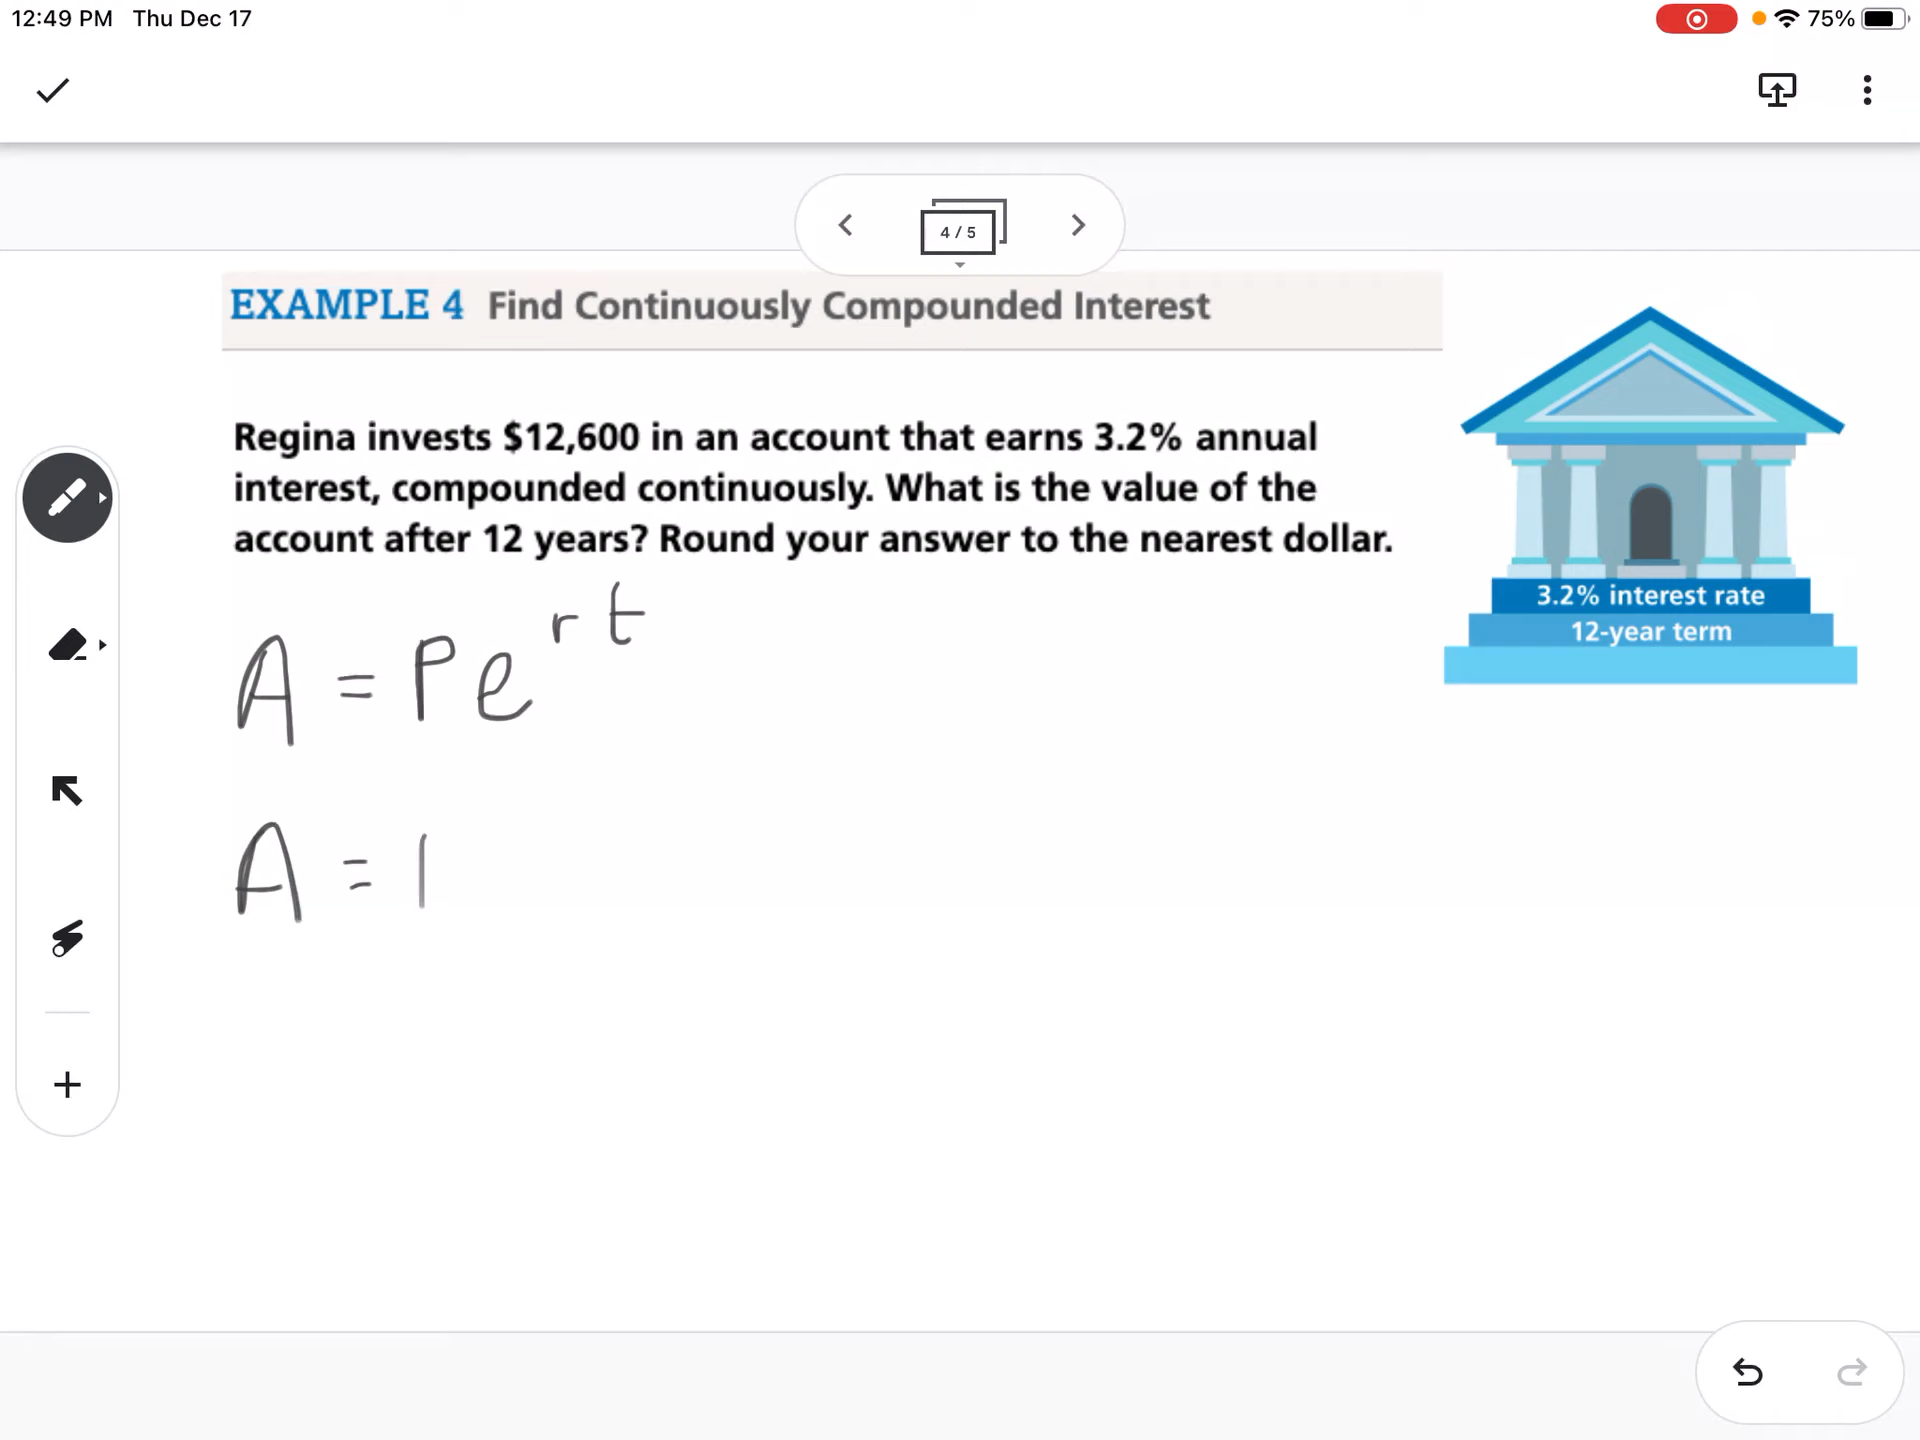 12:49 PM Thu Dec 17
75%
4 / 5
EXAMPLE 4 Find Continuously Compounded Interest
Regina invests $12,600 in an account that earns 3.2% annual
interest, compounded continuously. What is the value of the
account after 12 years? Round your answer to the nearest dollar.
3.2% interest rate
12-year term
A = Pe^rt
A = 1